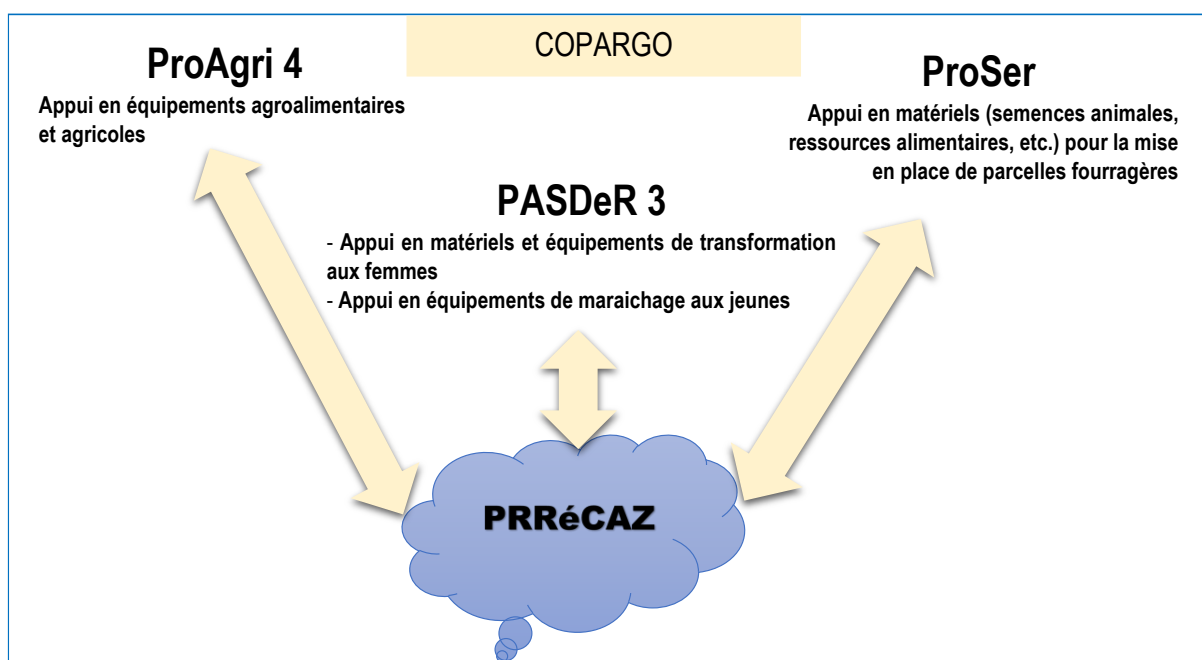 COPARGO
ProAgri 4
Appui en équipements agroalimentaires
et agricoles
ProSer
Appui en matériels (semences animales,
ressources alimentaires, etc.) pour la mise
en place de parcelles fourragères
PASDeR 3
- Appui en matériels et équipements de transformation
aux femmes
- Appui en équipements de maraichage aux jeunes
PRRéCAZ